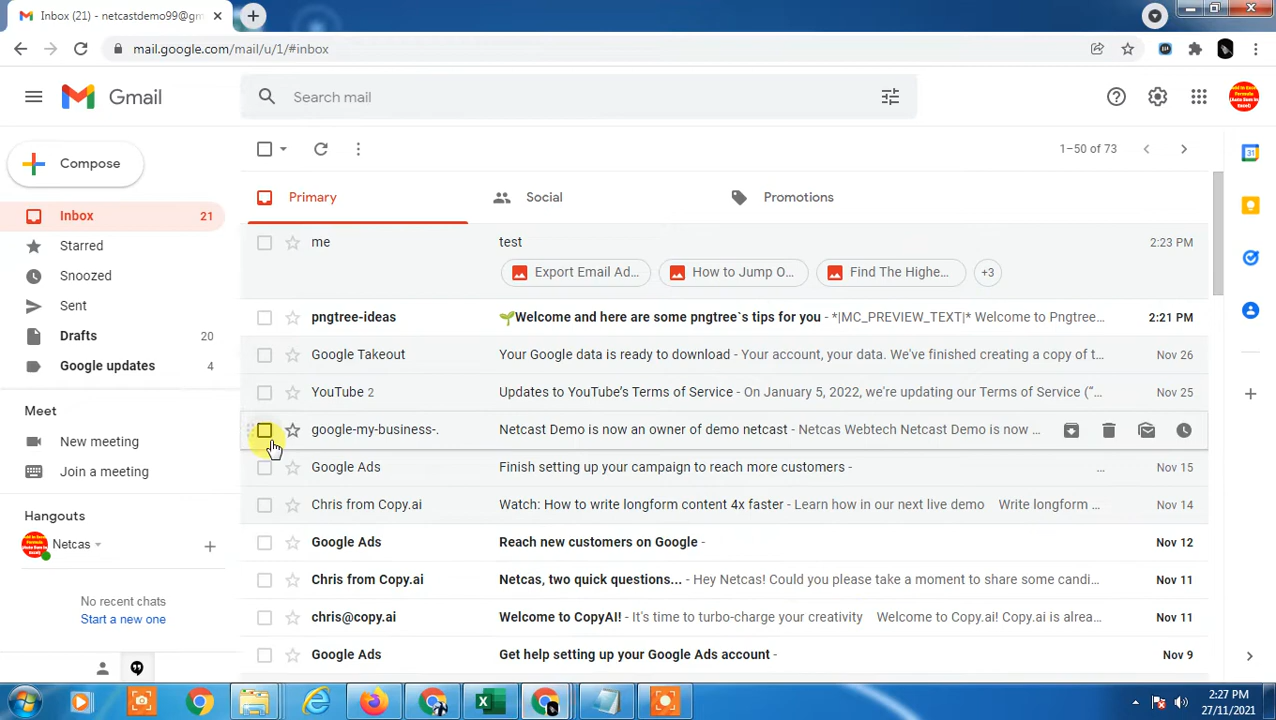 Inbox (21) - netcastdemo99@gm
mail.google.com/mail/u/1/#inbox
Gmail
Search mail
Compose
1–50 of 73
Inbox 21
Starred
Snoozed
Sent
Drafts 20
Google updates 4
Meet
New meeting
Join a meeting
Hangouts
Netcas
No recent chats
Start a new one
Primary
Social
Promotions
me test 2:23 PM
Export Email Ad... How to Jump O... Find The Highe... +3
pngtree-ideas 🌱Welcome and here are some pngtree`s tips for you - *|MC_PREVIEW_TEXT|* Welcome to Pngtree... 2:21 PM
Google Takeout Your Google data is ready to download - Your account, your data. We've finished creating a copy of t... Nov 26
YouTube 2 Updates to YouTube's Terms of Service - On January 5, 2022, we're updating our Terms of Service (“... Nov 25
google-my-business-. Netcast Demo is now an owner of demo netcast - Netcas Webtech Netcast Demo is now ...
Google Ads Finish setting up your campaign to reach more customers - ... Nov 15
Chris from Copy.ai Watch: How to write longform content 4x faster - Learn how in our next live demo Write longform ... Nov 14
Google Ads Reach new customers on Google - Nov 12
Chris from Copy.ai Netcas, two quick questions... - Hey Netcas! Could you please take a moment to share some candi... Nov 11
chris@copy.ai Welcome to CopyAI! - It's time to turbo-charge your creativity Welcome to Copy.ai! Copy.ai is alrea... Nov 11
Google Ads Get help setting up your Google Ads account - Nov 9
2:27 PM
27/11/2021